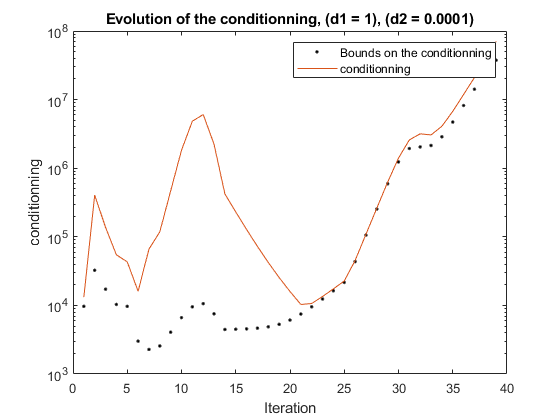 Evolution of the conditionning, (d1 = 1), (d2 = 0.0001)
10^8
Bounds on the conditionning
conditionning
10^7
10^6
conditionning
10^5
10^4
10^3
0 5 10 15 20 25 30 35 40
Iteration